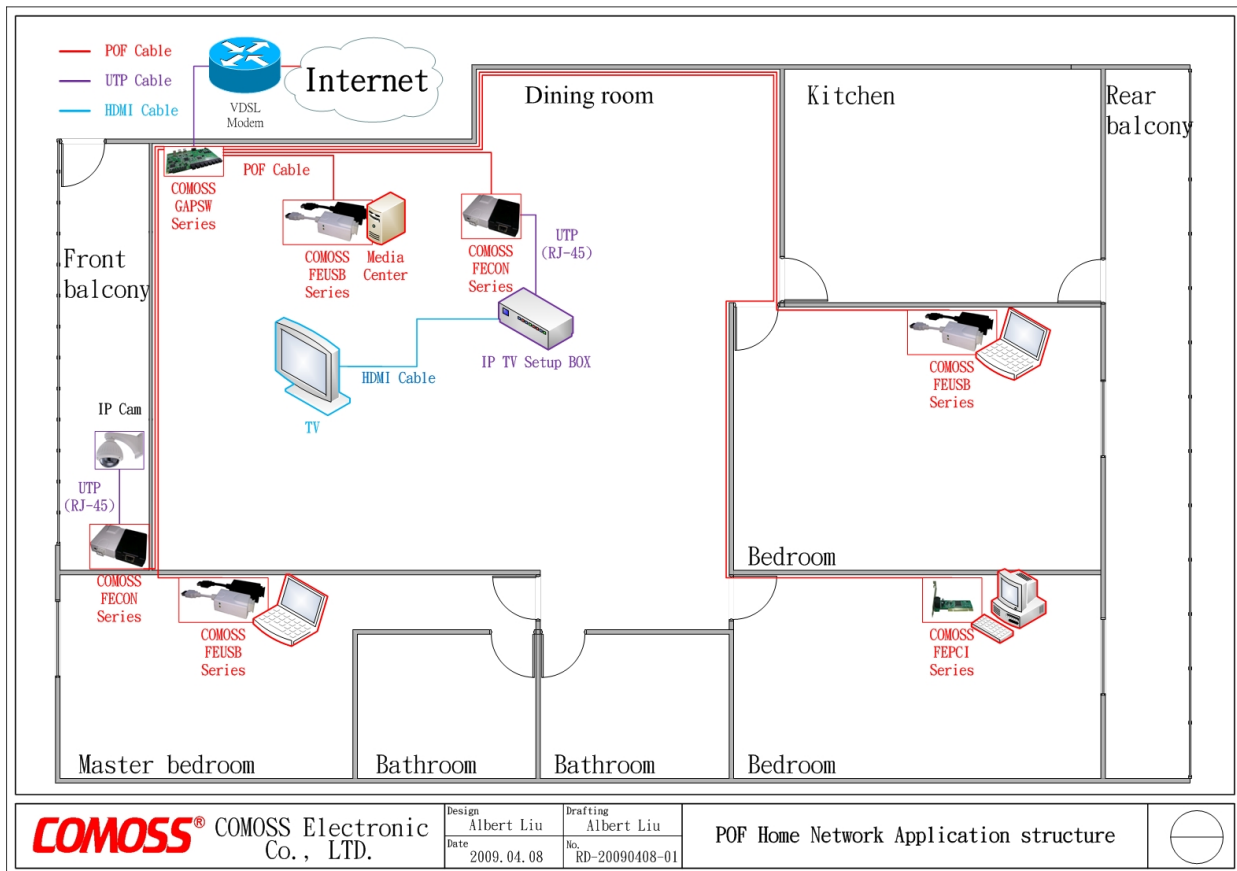 POF Cable
UTP Cable
HDMI Cable
VDSL
Modem
Internet
Dining room
Kitchen
Rear
balcony
COMOSS
GAPSW
Series
POF Cable
COMOSS
FEUSB
Series
Media
Center
COMOSS
FECON
Series
UTP
(RJ-45)
Front
balcony
IP TV Setup BOX
HDMI Cable
TV
COMOSS
FEUSB
Series
IP Cam
UTP
(RJ-45)
COMOSS
FECON
Series
Bedroom
COMOSS
FEUSB
Series
COMOSS
FEPCI
Series
Master bedroom
Bathroom
Bathroom
Bedroom
COMOSS® COMOSS Electronic
Co., LTD.
Design
Albert Liu
Date
2009.04.08
Drafting
Albert Liu
No.
RD-20090408-01
POF Home Network Application structure